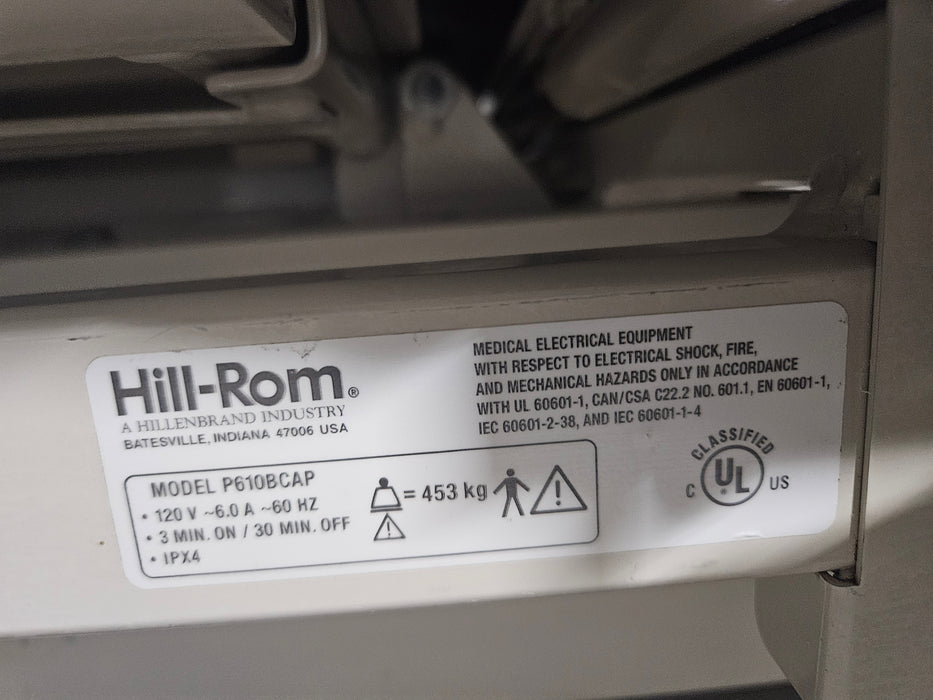 Hill-Rom®
A HILLENBRAND INDUSTRY
BATESVILLE, INDIANA 47006 USA
MEDICAL ELECTRICAL EQUIPMENT
WITH RESPECT TO ELECTRICAL SHOCK, FIRE,
AND MECHANICAL HAZARDS ONLY IN ACCORDANCE
WITH UL 60601-1, CAN/CSA C22.2 NO. 601.1, EN 60601-1,
IEC 60601-2-38, AND IEC 60601-1-4
MODEL P610BCAP
• 120 V ~6.0 A ~60 HZ
• 3 MIN. ON / 30 MIN. OFF
• IPX4
= 453 kg
CLASSIFIED
C UL US